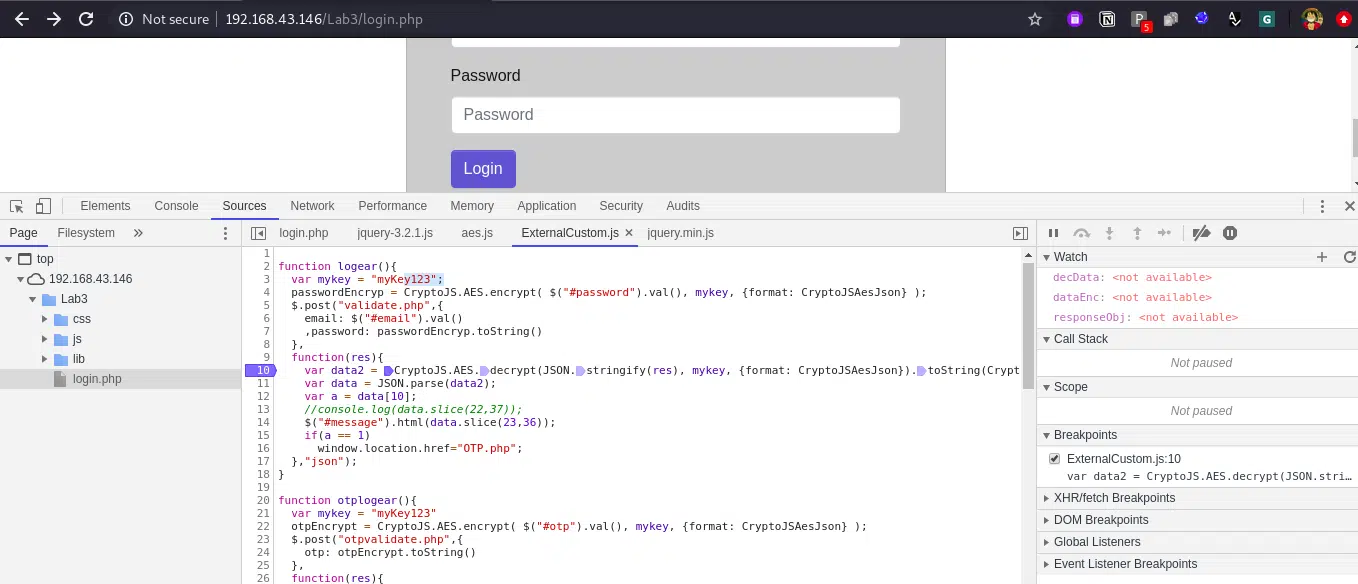 Not secure | 192.168.43.146/Lab3/login.php
P 5 G
Password
Password
Login
Elements Console Sources Network Performance Memory Application Security Audits
Page Filesystem »
login.php jquery-3.2.1.js aes.js ExternalCustom.js × jquery.min.js
top
192.168.43.146
Lab3
css
js
lib
login.php
1
2 function logear(){
3 var mykey = "myKey123";
4 passwordEncryp = CryptoJS.AES.encrypt( $("#password").val(), mykey, {format: CryptoJSAesJson} );
5 $.post("validate.php",{
6 email: $("#email").val()
7 ,password: passwordEncryp.toString()
8 },
9 function(res){
10 var data2 = CryptoJS.AES.decrypt(JSON.stringify(res), mykey, {format: CryptoJSAesJson}).toString(Crypt
11 var data = JSON.parse(data2);
12 var a = data[10];
13 //console.log(data.slice(22,37));
14 $("#message").html(data.slice(23,36));
15 if(a == 1)
16 window.location.href="OTP.php";
17 },"json");
18 }
19
20 function otplogear(){
21 var mykey = "myKey123"
22 otpEncrypt = CryptoJS.AES.encrypt( $("#otp").val(), mykey, {format: CryptoJSAesJson} );
23 $.post("otpvalidate.php",{
24 otp: otpEncrypt.toString()
25 },
26 function(res){
Watch
decData: <not available>
dataEnc: <not available>
responseObj: <not available>
Call Stack
Not paused
Scope
Not paused
Breakpoints
ExternalCustom.js:10
var data2 = CryptoJS.AES.decrypt(JSON.stri…
XHR/fetch Breakpoints
DOM Breakpoints
Global Listeners
Event Listener Breakpoints